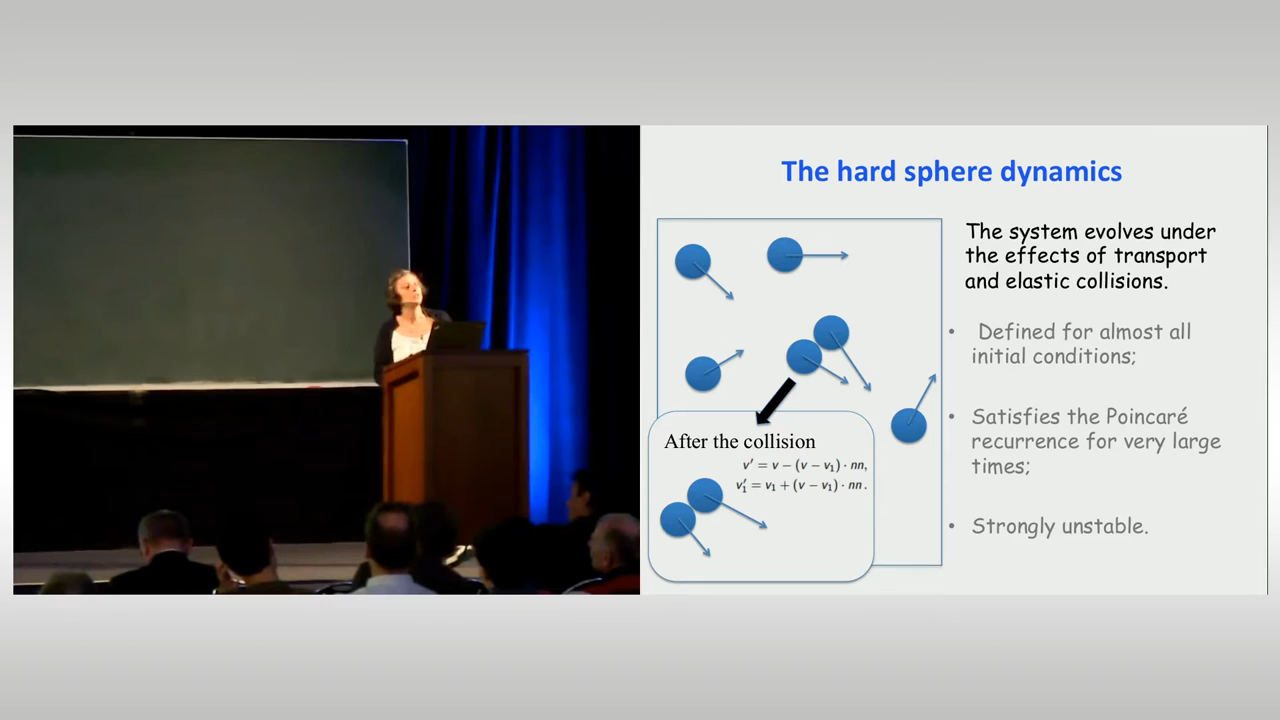 The hard sphere dynamics
The system evolves under
the effects of transport
and elastic collisions.
• Defined for almost all
initial conditions;
• Satisfies the Poincaré
recurrence for very large
times;
• Strongly unstable.
After the collision
v′ = v − (v − v₁) · nn,
v₁′ = v₁ + (v − v₁) · nn.